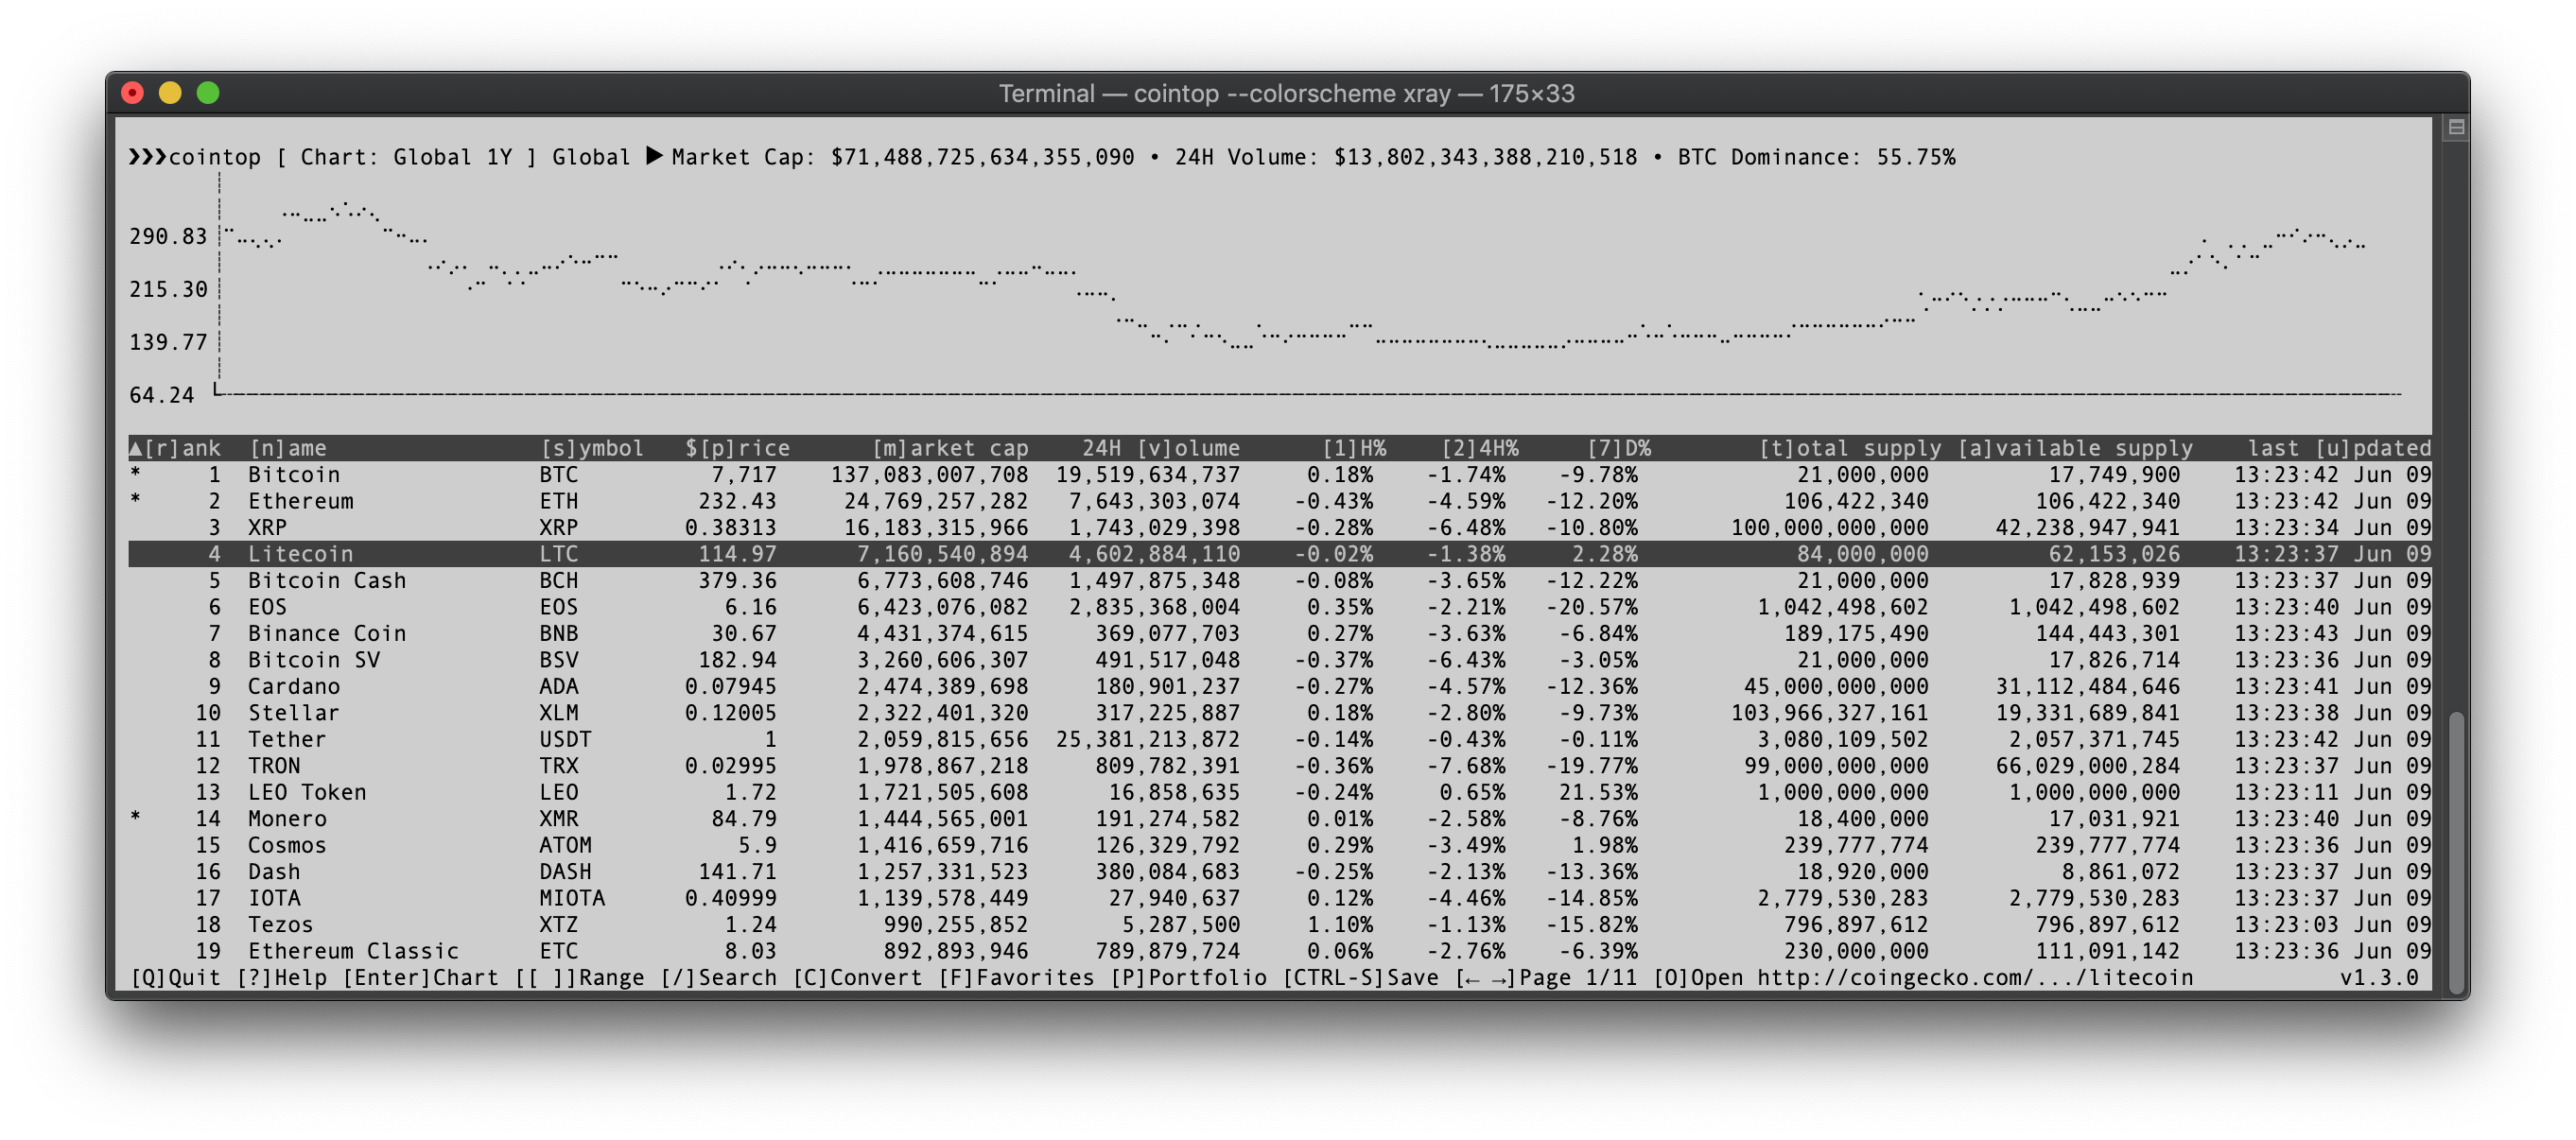 Terminal — cointop --colorscheme xray — 175×33
❯❯❯cointop [ Chart: Global 1Y ] Global ▶ Market Cap: $71,488,725,634,355,090 • 24H Volume: $13,802,343,388,210,518 • BTC Dominance: 55.75%
290.83
215.30
139.77
64.24
▲[r]ank [n]ame [s]ymbol $[p]rice [m]arket cap 24H [v]olume [1]H% [2]4H% [7]D% [t]otal supply [a]vailable supply last [u]pdated
* 1 Bitcoin BTC 7,717 137,083,007,708 19,519,634,737 0.18% -1.74% -9.78% 21,000,000 17,749,900 13:23:42 Jun 09
* 2 Ethereum ETH 232.43 24,769,257,282 7,643,303,074 -0.43% -4.59% -12.20% 106,422,340 106,422,340 13:23:42 Jun 09
3 XRP XRP 0.38313 16,183,315,966 1,743,029,398 -0.28% -6.48% -10.80% 100,000,000,000 42,238,947,941 13:23:34 Jun 09
4 Litecoin LTC 114.97 7,160,540,894 4,602,884,110 -0.02% -1.38% 2.28% 84,000,000 62,153,026 13:23:37 Jun 09
5 Bitcoin Cash BCH 379.36 6,773,608,746 1,497,875,348 -0.08% -3.65% -12.22% 21,000,000 17,828,939 13:23:37 Jun 09
6 EOS EOS 6.16 6,423,076,082 2,835,368,004 0.35% -2.21% -20.57% 1,042,498,602 1,042,498,602 13:23:40 Jun 09
7 Binance Coin BNB 30.67 4,431,374,615 369,077,703 0.27% -3.63% -6.84% 189,175,490 144,443,301 13:23:43 Jun 09
8 Bitcoin SV BSV 182.94 3,260,606,307 491,517,048 -0.37% -6.43% -3.05% 21,000,000 17,826,714 13:23:36 Jun 09
9 Cardano ADA 0.07945 2,474,389,698 180,901,237 -0.27% -4.57% -12.36% 45,000,000,000 31,112,484,646 13:23:41 Jun 09
10 Stellar XLM 0.12005 2,322,401,320 317,225,887 0.18% -2.80% -9.73% 103,966,327,161 19,331,689,841 13:23:38 Jun 09
11 Tether USDT 1 2,059,815,656 25,381,213,872 -0.14% -0.43% -0.11% 3,080,109,502 2,057,371,745 13:23:42 Jun 09
12 TRON TRX 0.02995 1,978,867,218 809,782,391 -0.36% -7.68% -19.77% 99,000,000,000 66,029,000,284 13:23:37 Jun 09
13 LEO Token LEO 1.72 1,721,505,608 16,858,635 -0.24% 0.65% 21.53% 1,000,000,000 1,000,000,000 13:23:11 Jun 09
* 14 Monero XMR 84.79 1,444,565,001 191,274,582 0.01% -2.58% -8.76% 18,400,000 17,031,921 13:23:40 Jun 09
15 Cosmos ATOM 5.9 1,416,659,716 126,329,792 0.29% -3.49% 1.98% 239,777,774 239,777,774 13:23:36 Jun 09
16 Dash DASH 141.71 1,257,331,523 380,084,683 -0.25% -2.13% -13.36% 18,920,000 8,861,072 13:23:37 Jun 09
17 IOTA MIOTA 0.40999 1,139,578,449 27,940,637 0.12% -4.46% -14.85% 2,779,530,283 2,779,530,283 13:23:37 Jun 09
18 Tezos XTZ 1.24 990,255,852 5,287,500 1.10% -1.13% -15.82% 796,897,612 796,897,612 13:23:03 Jun 09
19 Ethereum Classic ETC 8.03 892,893,946 789,879,724 0.06% -2.76% -6.39% 230,000,000 111,091,142 13:23:36 Jun 09
[Q]Quit [?]Help [Enter]Chart [[ ]]Range [/]Search [C]Convert [F]Favorites [P]Portfolio [CTRL-S]Save [← →]Page 1/11 [O]Open http://coingecko.com/.../litecoin v1.3.0